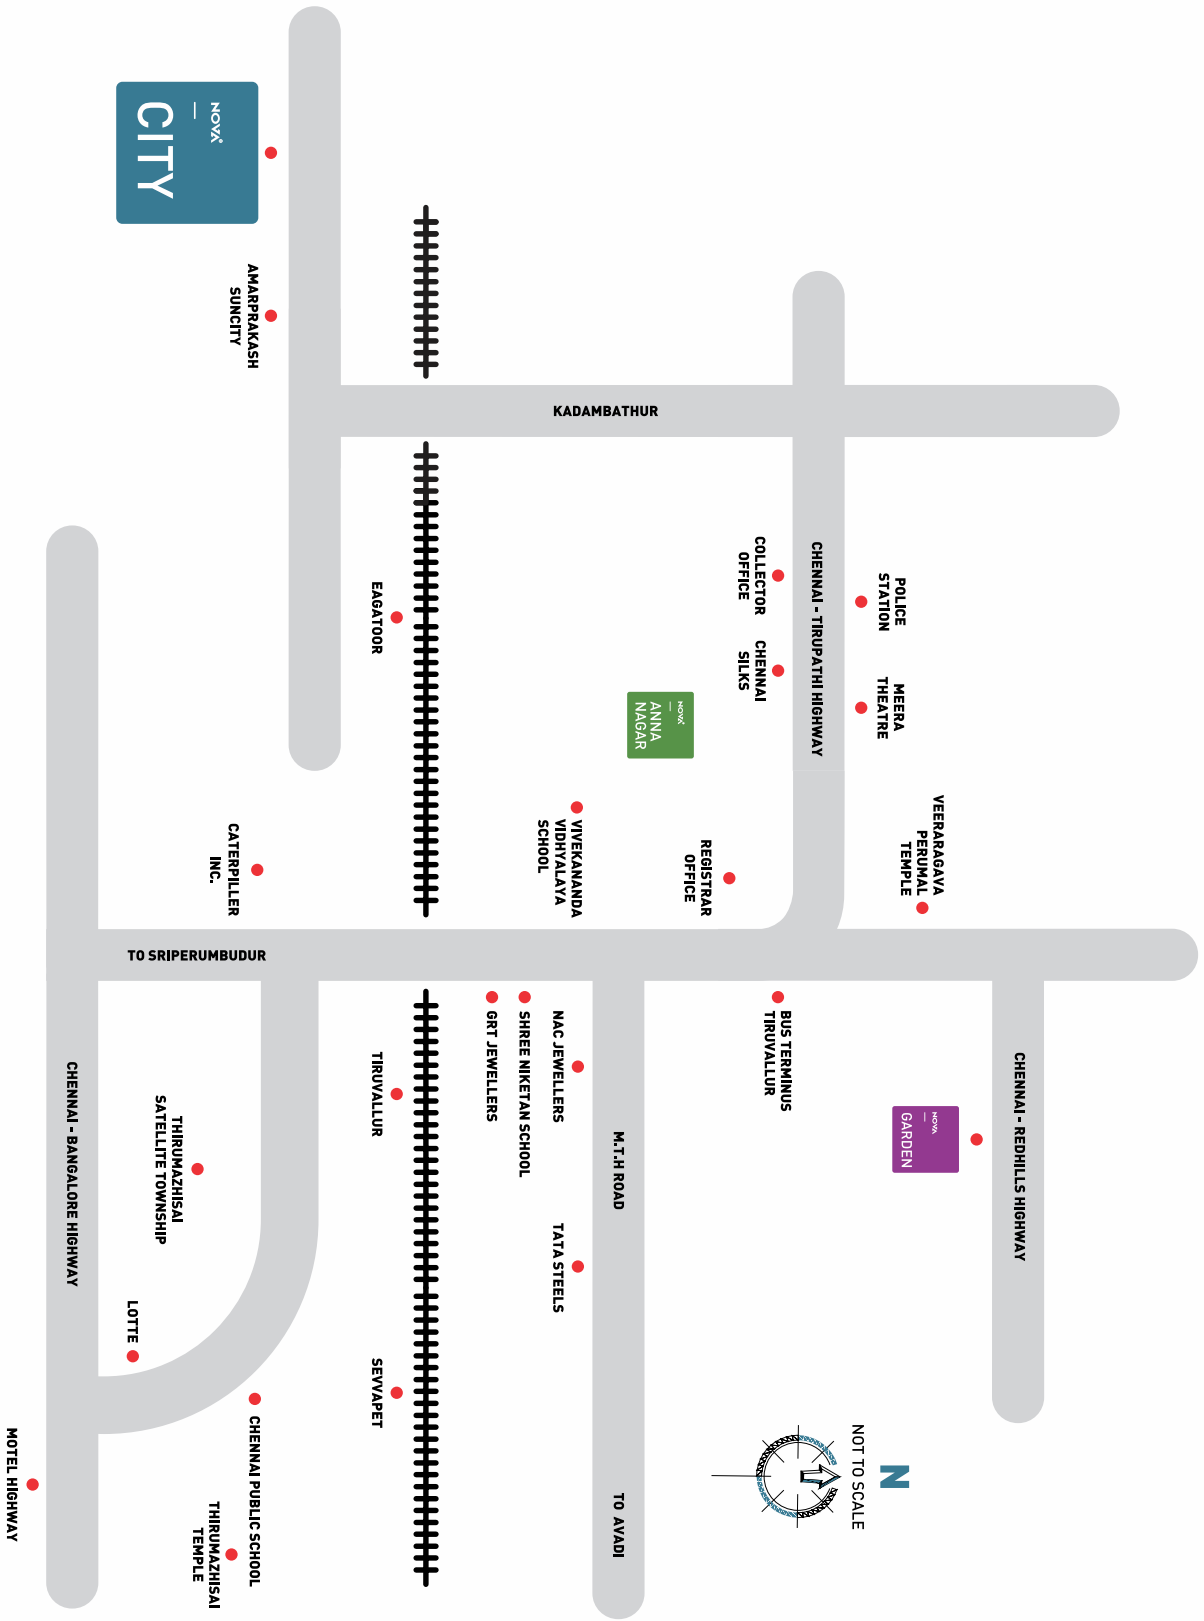 VEERARAGAVA
PERUMAL
TEMPLE
CHENNAI - REDHILLS HIGHWAY
POLICE
STATION
MEERA
THEATRE
NOVA
GARDEN
N
NOT TO SCALE
CHENNAI - TIRUPATHI HIGHWAY
COLLECTOR
OFFICE
CHENNAI
SILKS
BUS TERMINUS
TIRUVALLUR
REGISTRAR
OFFICE
NOVA
ANNA
NAGAR
M.T.H ROAD
TO AVADI
KADAMBATHUR
VIVEKANANDA
VIDHYALAYA
SCHOOL
NAC JEWELLERS
TATA STEELS
SHREE NIKETAN SCHOOL
GRT JEWELLERS
EAGATOOR
TIRUVALLUR
SEVVAPET
NOVA
CITY
AMARPRAKASH
SUNCITY
CATERPILLER
INC.
TO SRIPERUMBUDUR
CHENNAI PUBLIC SCHOOL
THIRUMAZHISAI
TEMPLE
THIRUMAZHISAI
SATELLITE TOWNSHIP
LOTTE
CHENNAI - BANGALORE HIGHWAY
MOTEL HIGHWAY